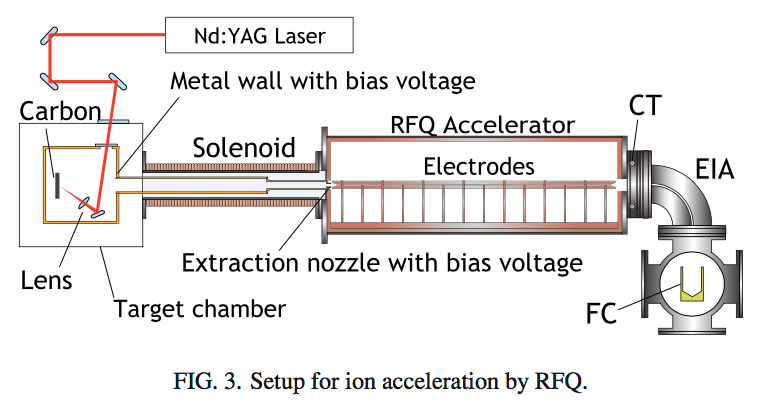 Nd:YAG Laser
Metal wall with bias voltage
Carbon
CT
RFQ Accelerator
Solenoid
Electrodes
EIA
Extraction nozzle with bias voltage
Lens
Target chamber
FC
FIG. 3. Setup for ion acceleration by RFQ.